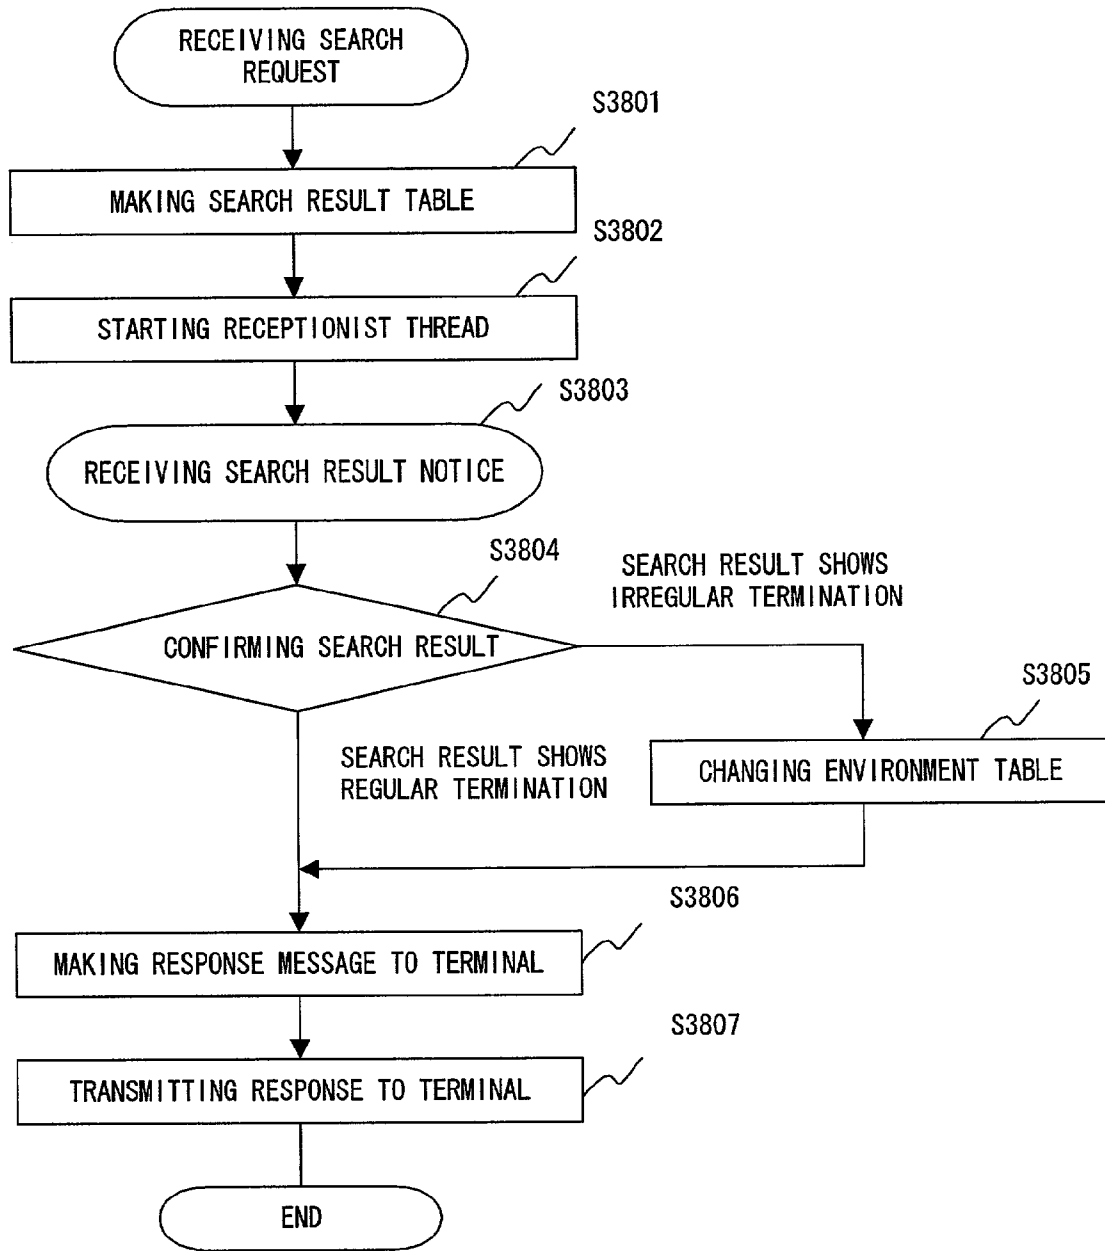 RECEIVING SEARCH
REQUEST
S3801
MAKING SEARCH RESULT TABLE
S3802
STARTING RECEPTIONIST THREAD
S3803
RECEIVING SEARCH RESULT NOTICE
S3804
SEARCH RESULT SHOWS
IRREGULAR TERMINATION
CONFIRMING SEARCH RESULT
S3805
SEARCH RESULT SHOWS
REGULAR TERMINATION
CHANGING ENVIRONMENT TABLE
S3806
MAKING RESPONSE MESSAGE TO TERMINAL
S3807
TRANSMITTING RESPONSE TO TERMINAL
END